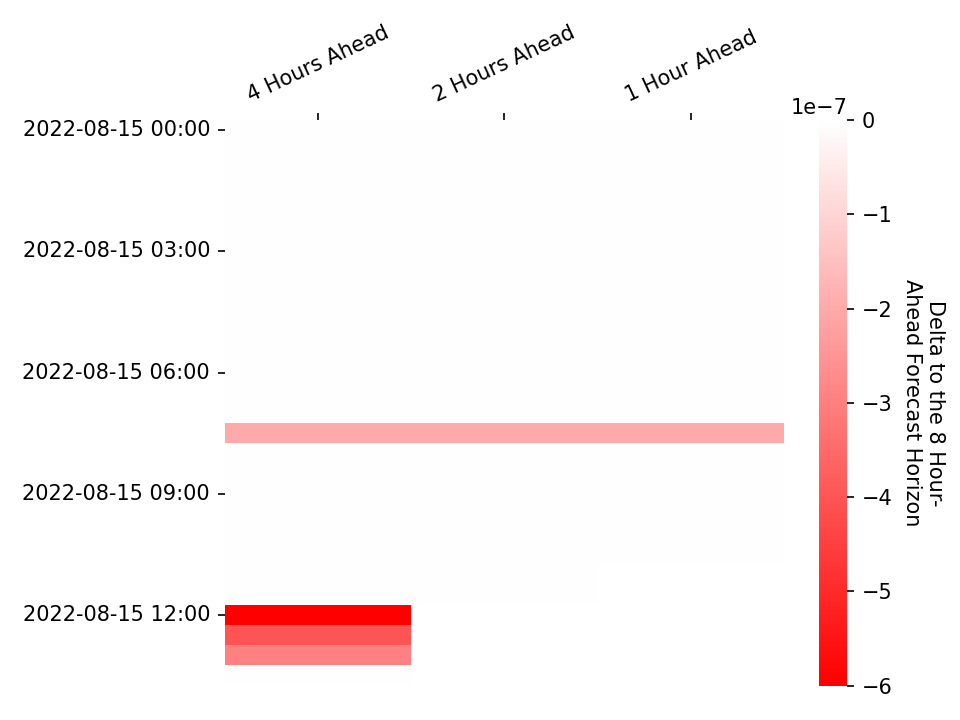 4 Hours Ahead
2 Hours Ahead
1 Hour Ahead
1e−7
2022-08-15 00:00
2022-08-15 03:00
2022-08-15 06:00
2022-08-15 09:00
2022-08-15 12:00
0
−1
−2
−3
−4
−5
−6
Delta to the 8 Hour-
Ahead Forecast Horizon